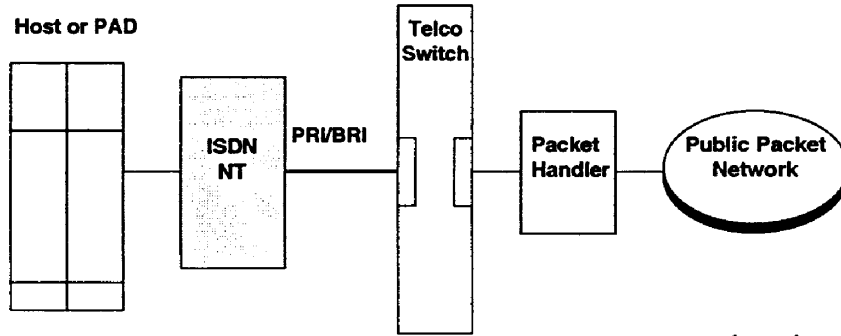 Host or PAD
Telco
Switch
ISDN
NT
PRI/BRI
Packet
Handler
Public Packet
Network